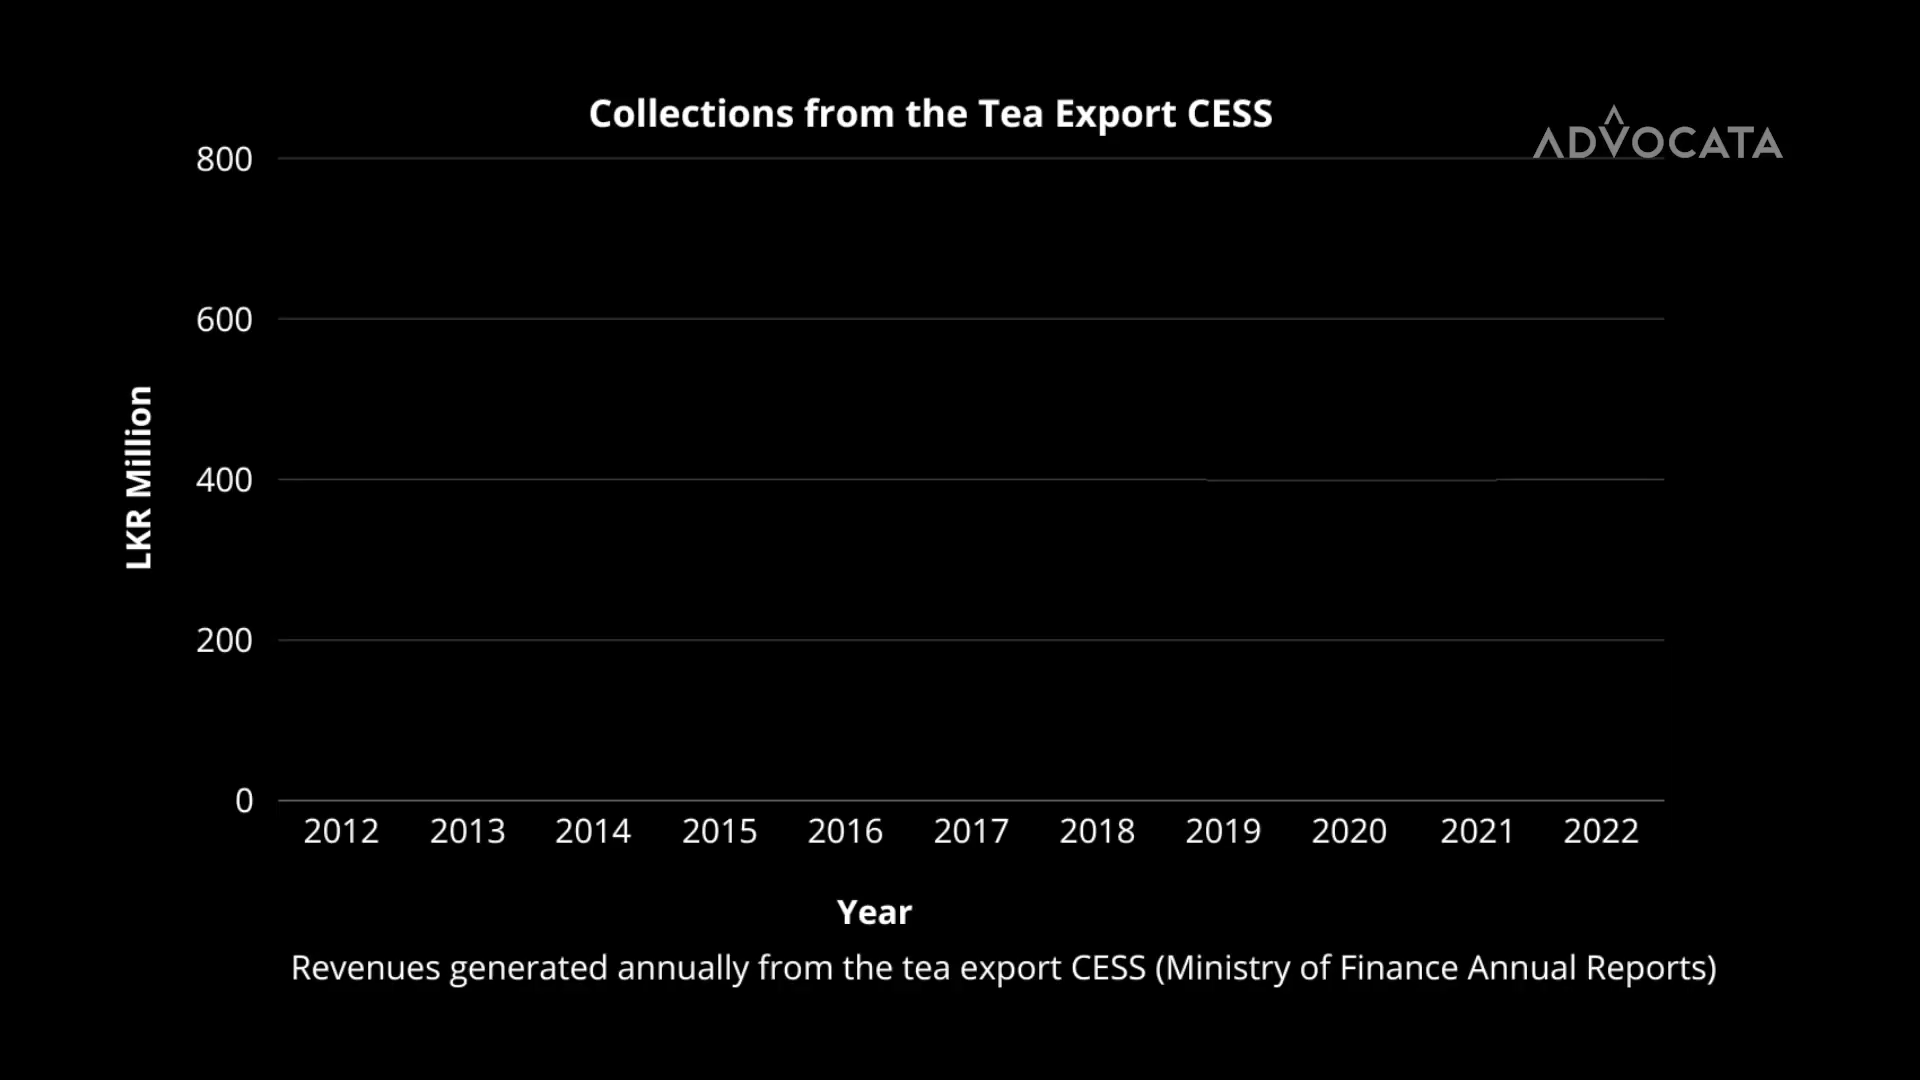 Collections from the Tea Export CESS
ADVOCATA
800
600
400
200
0
LKR Million
2012 2013 2014 2015 2016 2017 2018 2019 2020 2021 2022
Year
Revenues generated annually from the tea export CESS (Ministry of Finance Annual Reports)